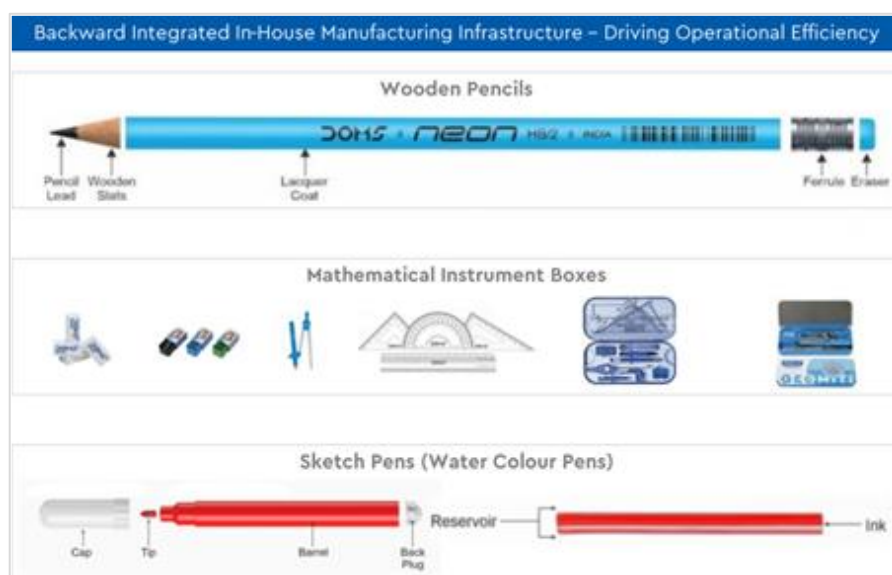 Backward Integrated In-House Manufacturing Infrastructure – Driving Operational Efficiency
Wooden Pencils
DOMS neon HB/2 INDIA
Pencil Lead
Wooden Slats
Lacquer Coat
Ferrule
Eraser
Mathematical Instrument Boxes
Sketch Pens (Water Colour Pens)
Cap
Tip
Barrel
Back Plug
Reservoir
Ink